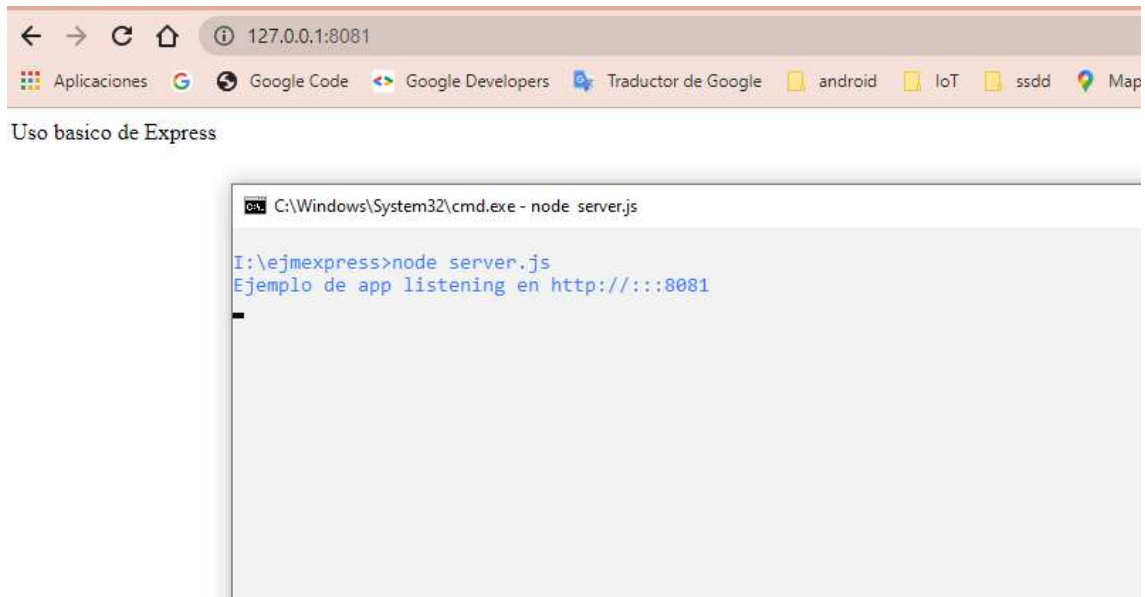 127.0.0.1:8081
Aplicaciones Google Code Google Developers Traductor de Google android IoT ssdd Map
Uso basico de Express
C:\Windows\System32\cmd.exe - node server.js
I:\ejmexpress>node server.js
Ejemplo de app listening en http://:::8081